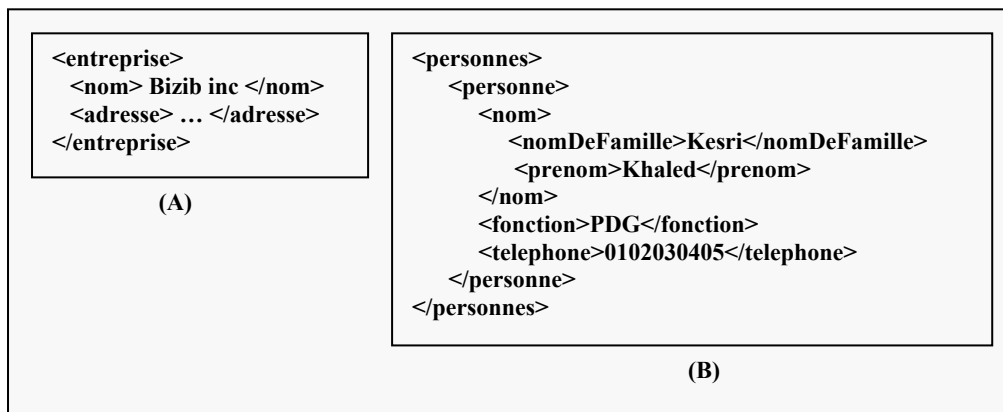 <entreprise>
<nom> Bizib inc </nom>
<adresse> … </adresse>
</entreprise>
(A)
<personnes>
<personne>
<nom>
<nomDeFamille>Kesri</nomDeFamille>
<prenom>Khaled</prenom>
</nom>
<fonction>PDG</fonction>
<telephone>0102030405</telephone>
</personne>
</personnes>
(B)